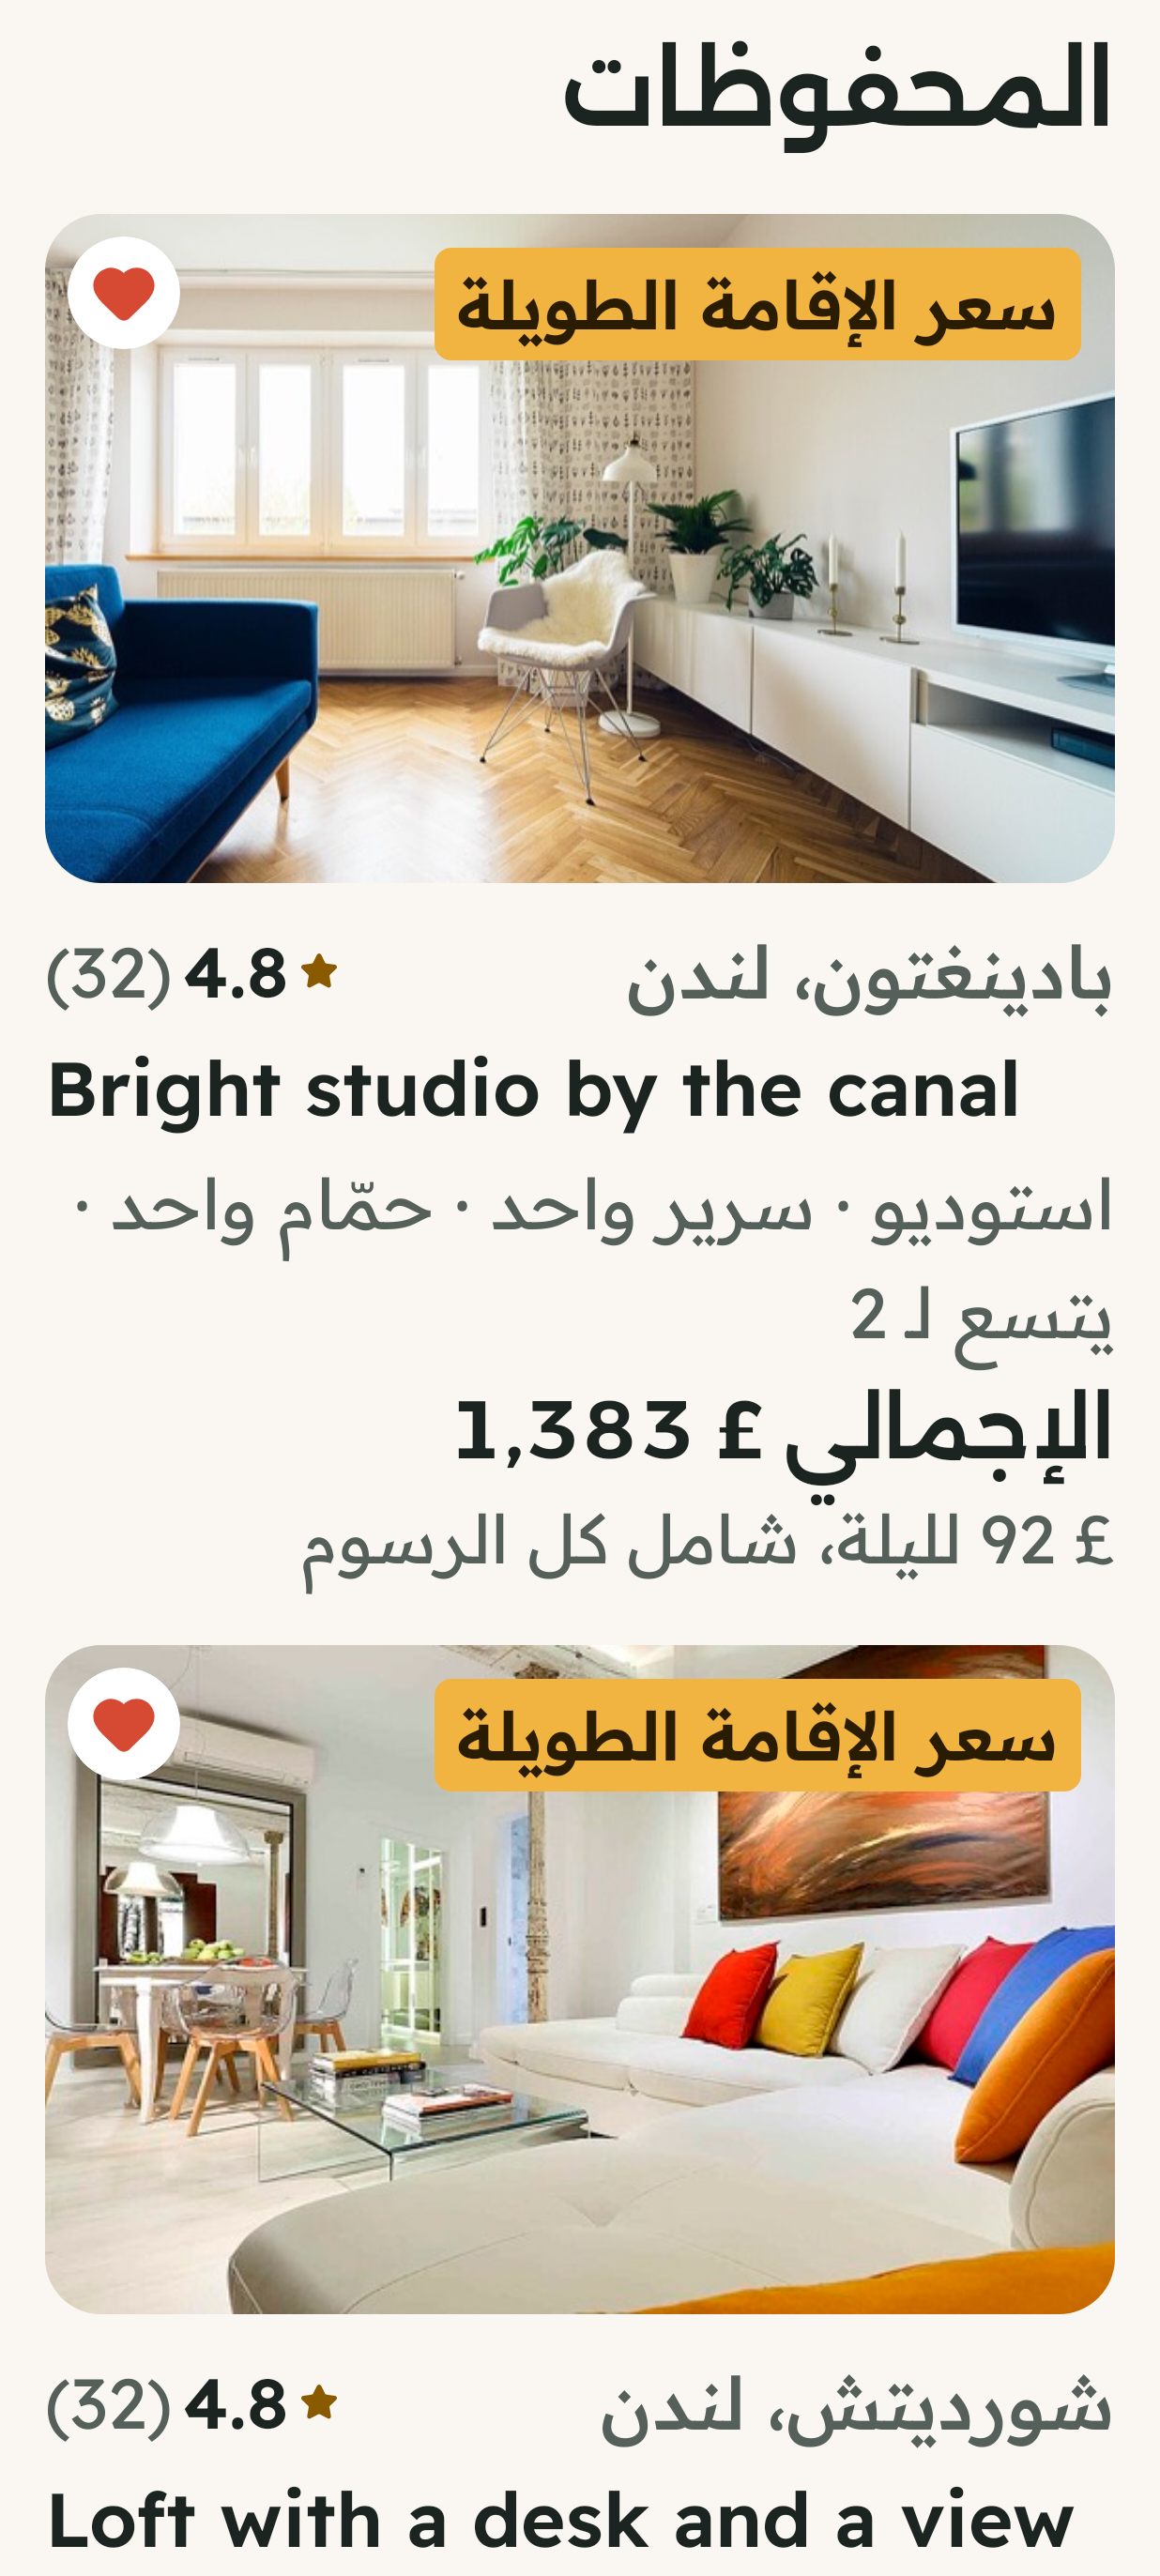 المحفوظات
سعر الإقامة الطويلة
بادينغتون، لندن ★ 4.8 (32)
Bright studio by the canal
استوديو · سرير واحد · حمّام واحد ·
يتسع لـ 2
الإجمالي £ 1,383
£ 92 لليلة، شامل كل الرسوم
سعر الإقامة الطويلة
شورديتش، لندن ★ 4.8 (32)
Loft with a desk and a view